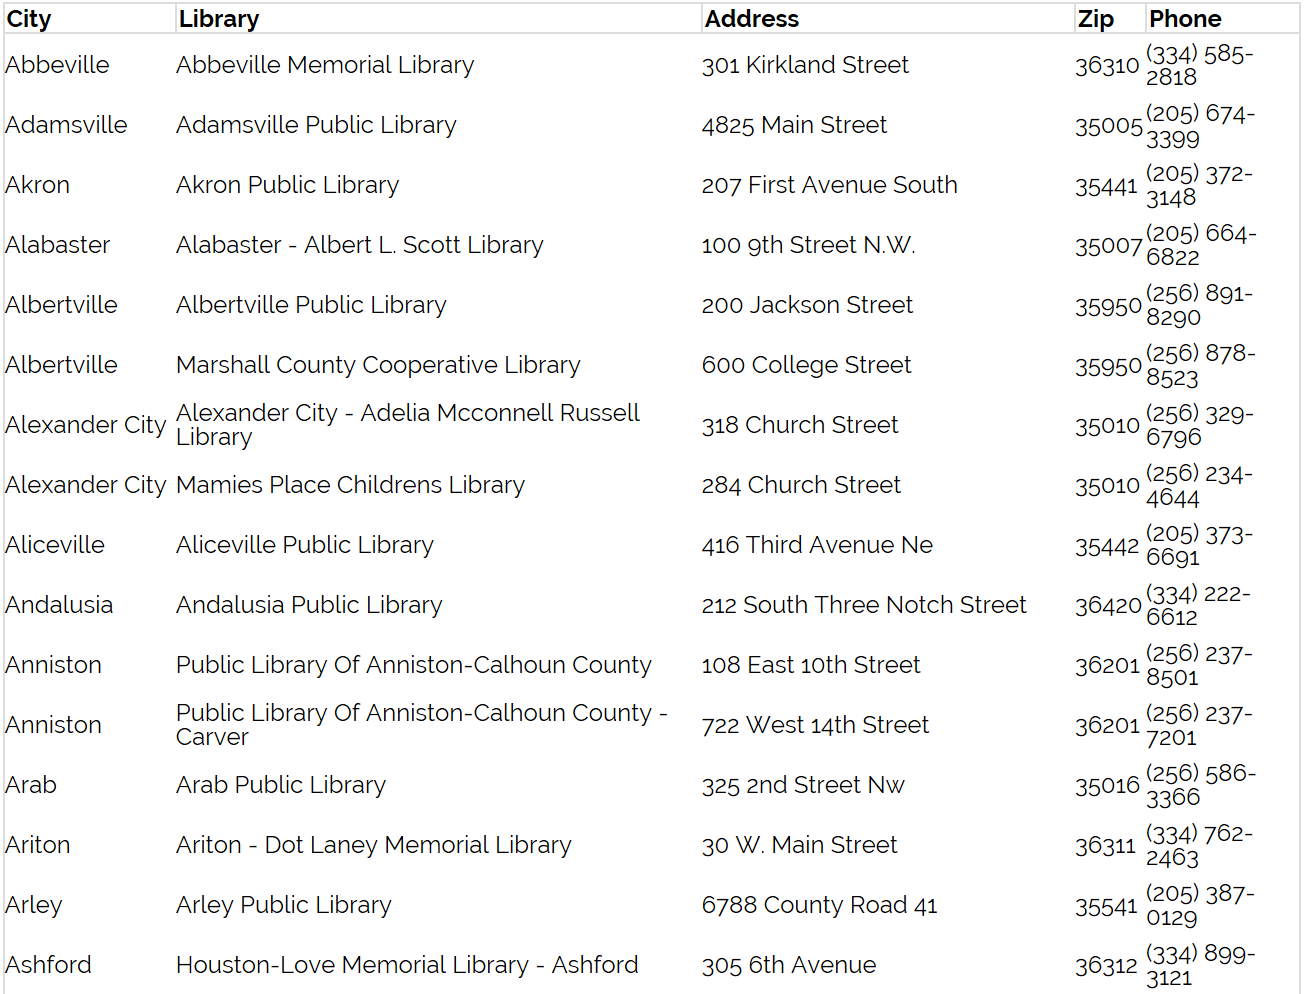 City Library Address Zip Phone
Abbeville Abbeville Memorial Library 301 Kirkland Street 36310 (334) 585-
2818
Adamsville Adamsville Public Library 4825 Main Street 35005 (205) 674-
3399
Akron Akron Public Library 207 First Avenue South 35441 (205) 372-
3148
Alabaster Alabaster - Albert L. Scott Library 100 9th Street N.W. 35007 (205) 664-
6822
Albertville Albertville Public Library 200 Jackson Street 35950 (256) 891-
8290
Albertville Marshall County Cooperative Library 600 College Street 35950 (256) 878-
8523
Alexander City Alexander City - Adelia Mcconnell Russell
Library 318 Church Street 35010 (256) 329-
6796
Alexander City Mamies Place Childrens Library 284 Church Street 35010 (256) 234-
4644
Aliceville Aliceville Public Library 416 Third Avenue Ne 35442 (205) 373-
6691
Andalusia Andalusia Public Library 212 South Three Notch Street 36420 (334) 222-
6612
Anniston Public Library Of Anniston-Calhoun County 108 East 10th Street 36201 (256) 237-
8501
Anniston Public Library Of Anniston-Calhoun County -
Carver 722 West 14th Street 36201 (256) 237-
7201
Arab Arab Public Library 325 2nd Street Nw 35016 (256) 586-
3366
Ariton Ariton - Dot Laney Memorial Library 30 W. Main Street 36311 (334) 762-
2463
Arley Arley Public Library 6788 County Road 41 35541 (205) 387-
0129
Ashford Houston-Love Memorial Library - Ashford 305 6th Avenue 36312 (334) 899-
3121